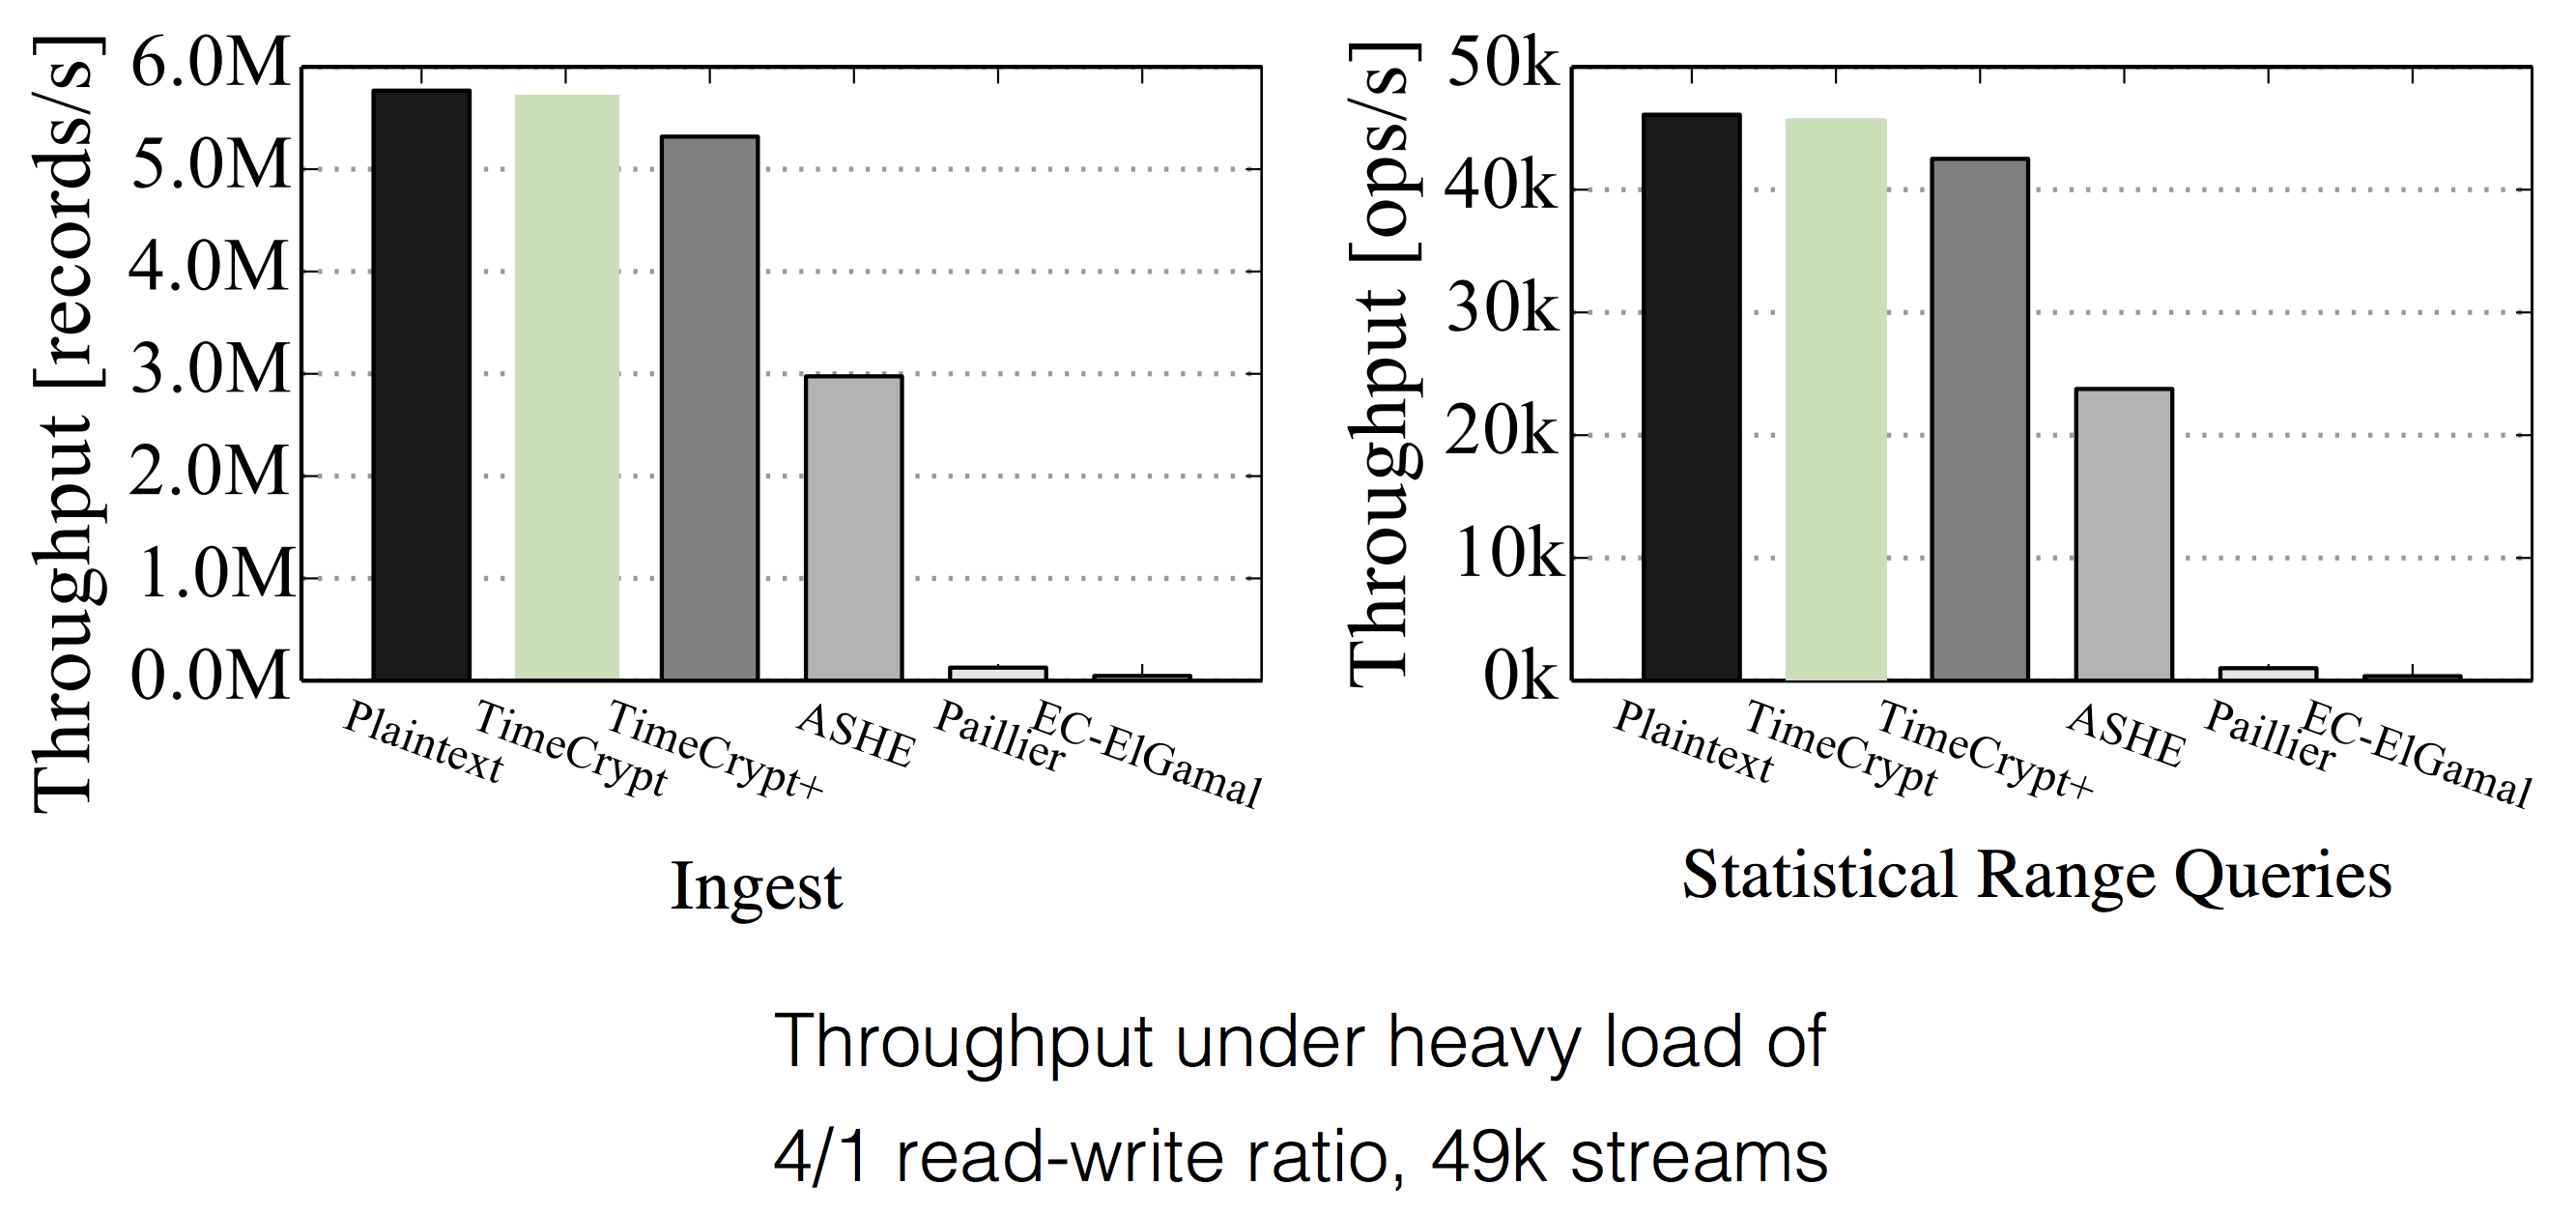 Throughput [records/s]
6.0M
5.0M
4.0M
3.0M
2.0M
1.0M
0.0M
Plaintext
TimeCrypt
TimeCrypt+
ASHE
Paillier
EC-ElGamal
Ingest
Throughput [ops/s]
50k
40k
30k
20k
10k
0k
Plaintext
TimeCrypt
TimeCrypt+
ASHE
Paillier
EC-ElGamal
Statistical Range Queries
Throughput under heavy load of
4/1 read-write ratio, 49k streams